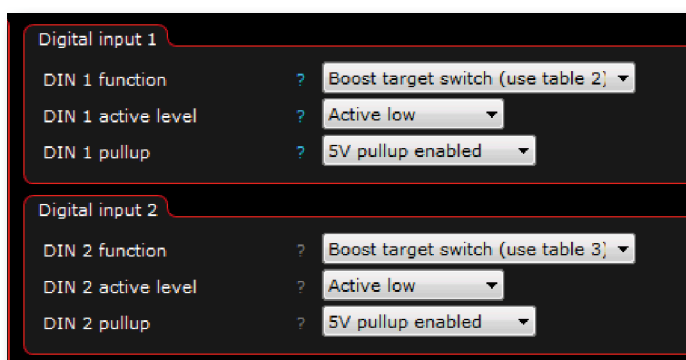 Digital input 1
DIN 1 function ? Boost target switch (use table 2)
DIN 1 active level ? Active low
DIN 1 pullup ? 5V pullup enabled
Digital input 2
DIN 2 function ? Boost target switch (use table 3)
DIN 2 active level ? Active low
DIN 2 pullup ? 5V pullup enabled